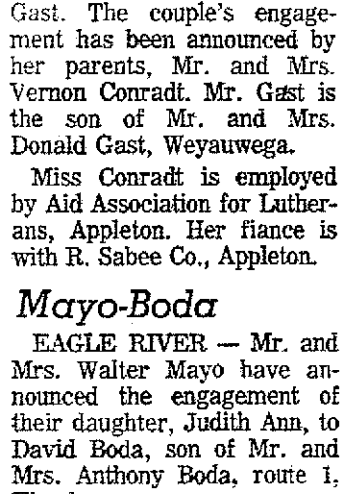 Gast. The couple's engage-
ment has been announced by
her parents, Mr. and Mrs.
Vernon Conradt. Mr. Gast is
the son of Mr. and Mrs.
Donald Gast, Weyauwega.
Miss Conradt is employed
by Aid Association for Luther-
ans, Appleton. Her fiance is
with R. Sabee Co., Appleton.
Mayo-Boda
EAGLE RIVER — Mr. and
Mrs. Walter Mayo have an-
nounced the engagement of
their daughter, Judith Ann, to
David Boda, son of Mr. and
Mrs. Anthony Boda, route 1,